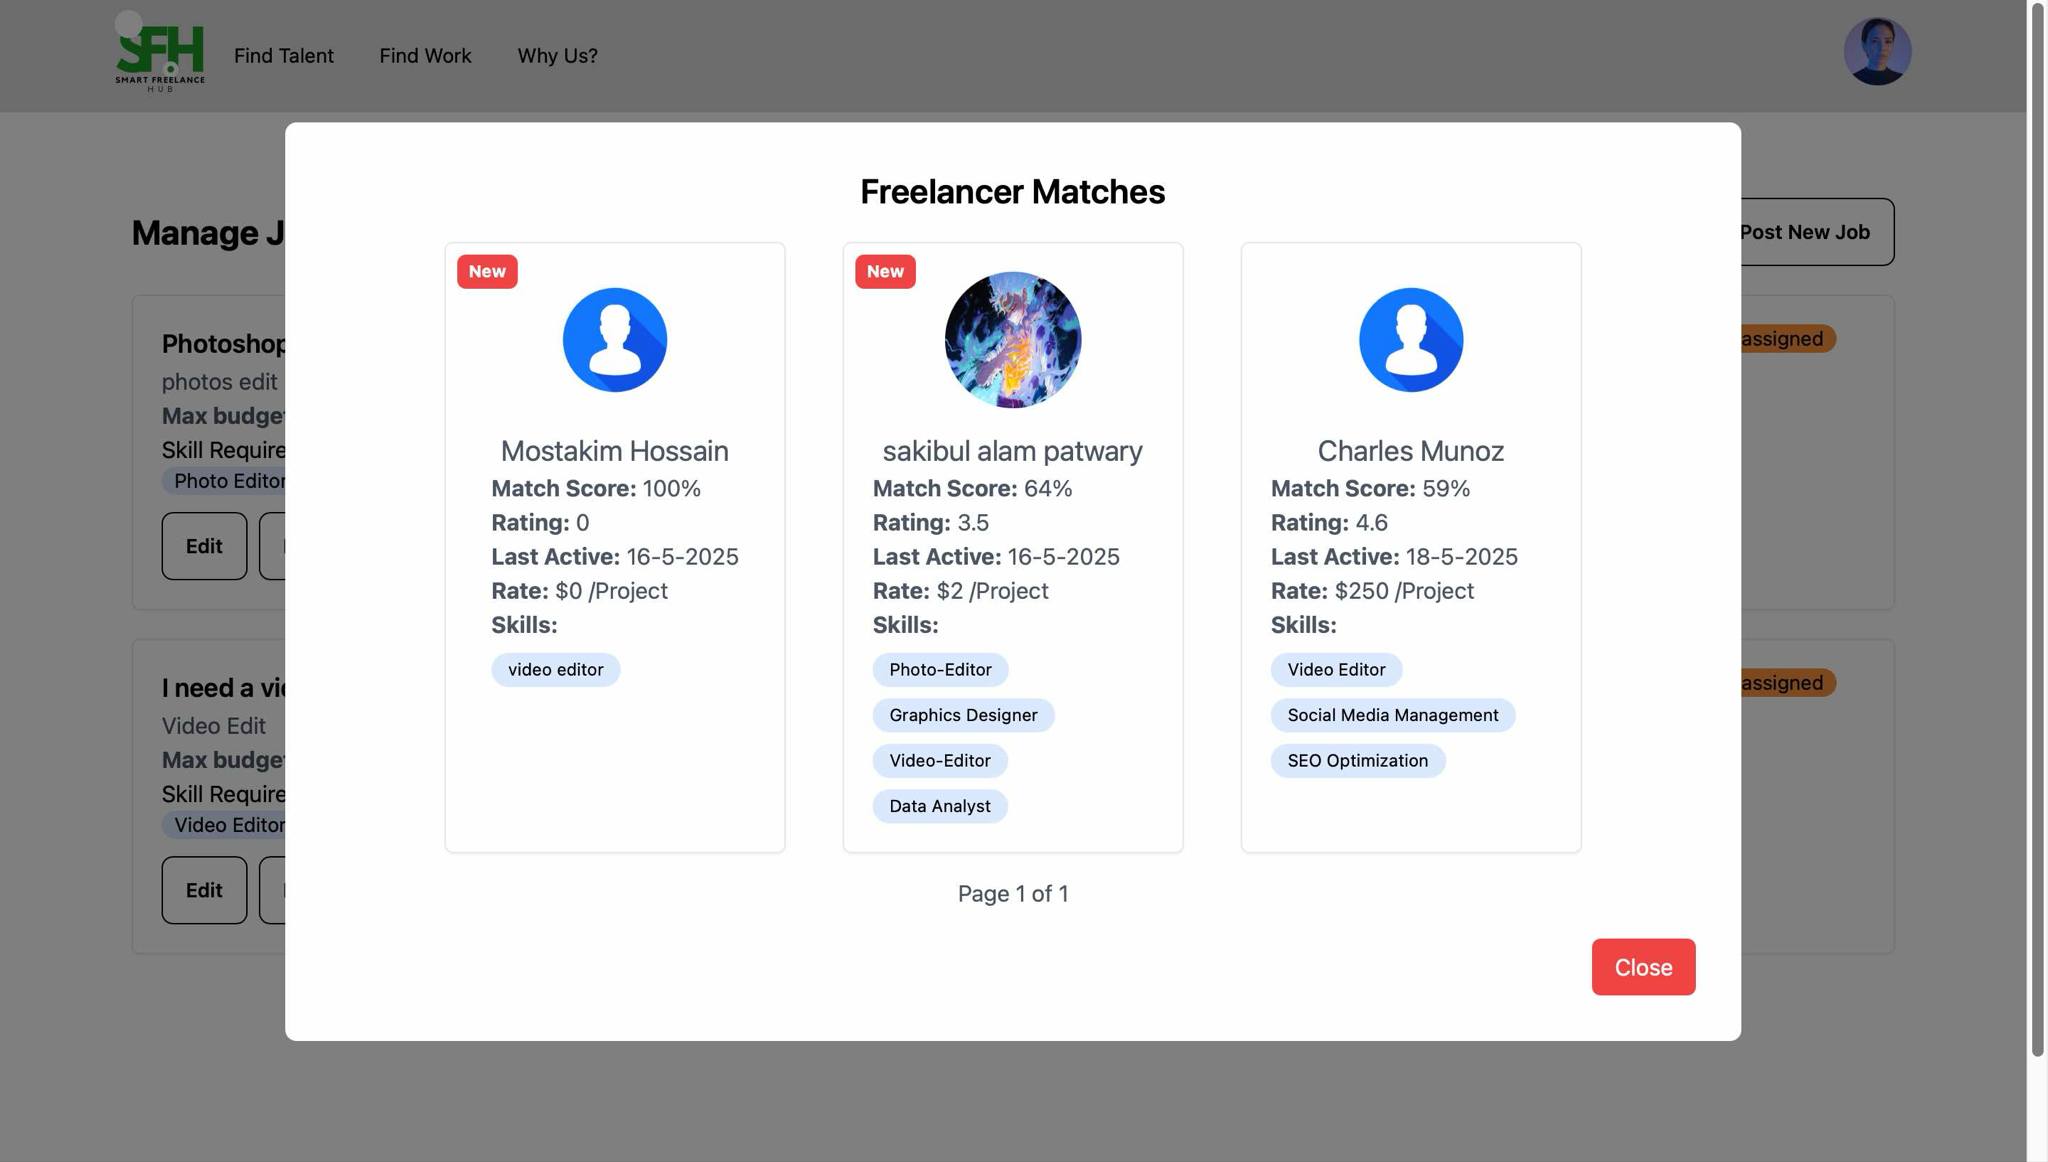 SFH
SMART FREELANCE
HUB
Find Talent
Find Work
Why Us?
Manage J
Post New Job
Photoshop
photos edit
Max budget
Skill Require
Photo Editor
Edit
assigned
I need a vi
Video Edit
Max budget
Skill Require
Video Editor
Edit
assigned
Freelancer Matches
New
Mostakim Hossain
Match Score: 100%
Rating: 0
Last Active: 16-5-2025
Rate: $0 /Project
Skills:
video editor
New
sakibul alam patwary
Match Score: 64%
Rating: 3.5
Last Active: 16-5-2025
Rate: $2 /Project
Skills:
Photo-Editor
Graphics Designer
Video-Editor
Data Analyst
Charles Munoz
Match Score: 59%
Rating: 4.6
Last Active: 18-5-2025
Rate: $250 /Project
Skills:
Video Editor
Social Media Management
SEO Optimization
Page 1 of 1
Close